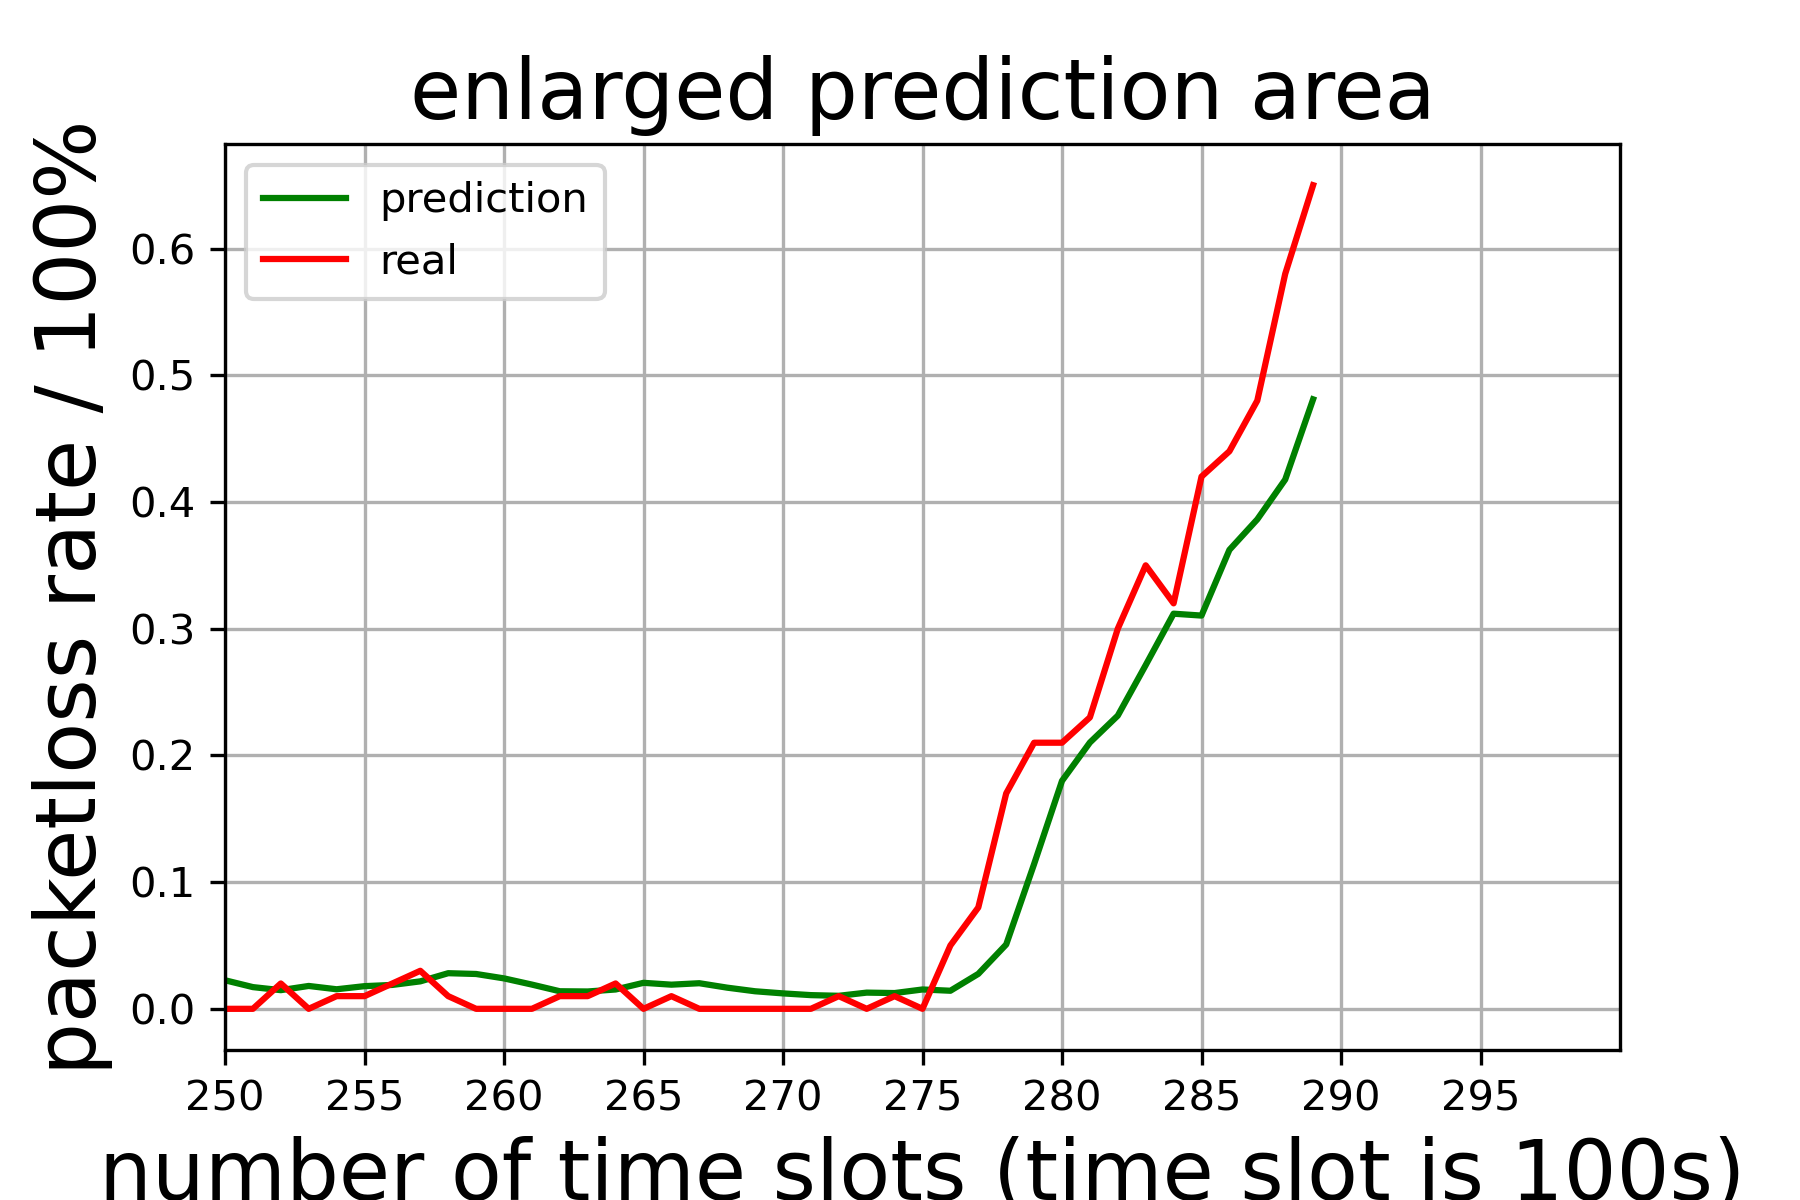 enlarged prediction area
prediction
real
packetloss rate / 100%
0.6
0.5
0.4
0.3
0.2
0.1
0.0
250 255 260 265 270 275 280 285 290 295
number of time slots (time slot is 100s)